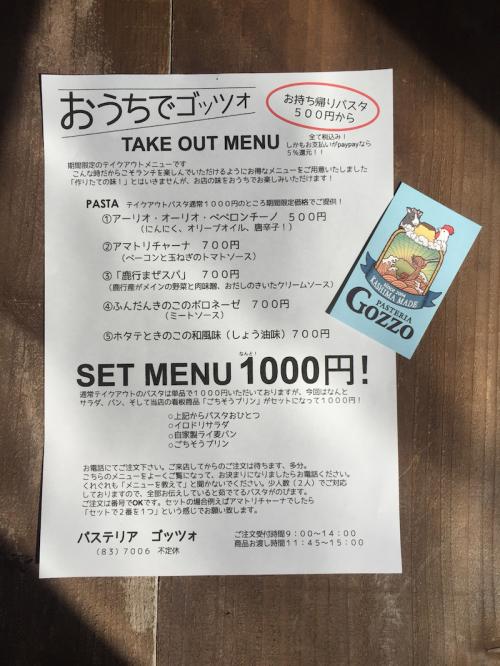 おうちでゴッツォ
お持ち帰りパスタ
５００円から
TAKE OUT MENU
全て税込み！
しかもお支払いがpaypayなら
５％還元！！
期間限定のテイクアウトメニューです
こんな時だからこそランチを楽しんでいただけるようにお得なメニューをご用意いたしました
「作りたての味！」とはいきませんが、お店の味をおうちでお楽しみいただけます！
PASTA テイクアウトパスタ通常１０００円のところ期間限定価格でご提供！
①アーリオ・オーリオ・ペペロンチーノ ５００円
（にんにく、オリーブオイル、唐辛子！）
②アマトリチャーナ ７００円
（ベーコンと玉ねぎのトマトソース）
③「鹿行まぜスパ」 ７００円
（鹿行産がメインの野菜と肉味噌、おだしのきいたクリームソース）
④ふんだんきのこのボロネーゼ ７００円
（ミートソース）
⑤ホタテときのこの和風味（しょう油味）７００円
なんと！
SET MENU 1000円！
通常テイクアウトのパスタは単品で１０００円いただいておりますが、今回はなんと
サラダ、パン、そして当店の看板商品「ごちそうプリン」がセットになって１０００円！
○上記からパスタおひとつ
○イロドリサラダ
○自家製ライ麦パン
○ごちそうプリン
お電話にてご注文下さい。ご来店してからのご注文は待ちます、多分。
こちらのメニューをよーくご覧になって、お決まりになりましたらお電話ください。
くれぐれも「メニューを教えて」と聞かないでください。少人数（２人）でご対応
しておりますので、全部お伝えしていると茹でてるパスタがのびます。
ご注文は番号でOKです。セットの場合例えばアマトリチャーナでしたら
「セットで２番を１つ」という感じでお願い致します。
パステリア ゴッツォ
（８３）７００６ 不定休
ご注文受付時間９：００～１４：００
商品お渡し時間１１：４５～１５：００
SINCE 2006
KASHIMA MADE
PASTERIA
GOZZO